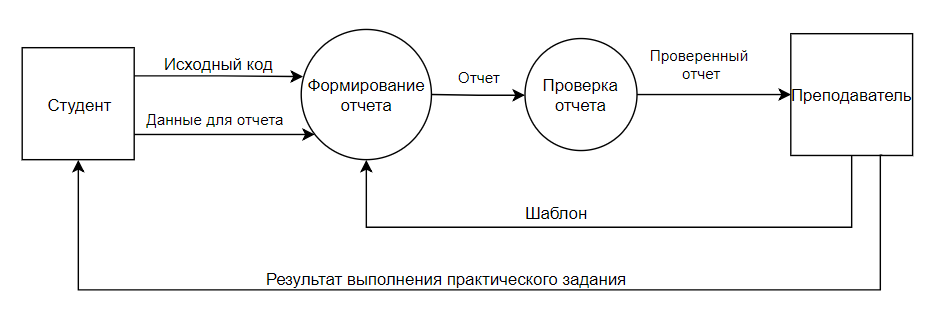 Студент
Исходный код
Данные для отчета
Формирование
отчета
Отчет
Проверка
отчета
Проверенный
отчет
Преподаватель
Шаблон
Результат выполнения практического задания